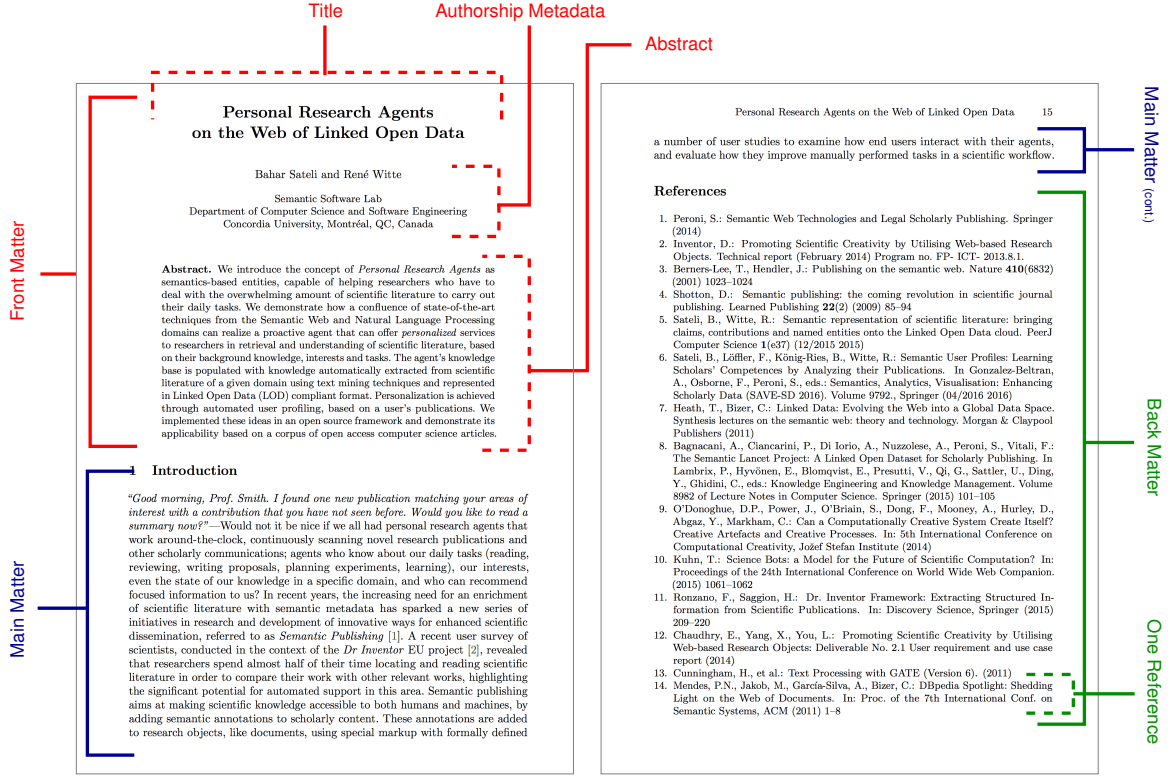 Title
Authorship Metadata
Abstract
Front Matter
Main Matter
Personal Research Agents
on the Web of Linked Open Data
Bahar Sateli and René Witte
Semantic Software Lab
Department of Computer Science and Software Engineering
Concordia University, Montréal, QC, Canada
Abstract. We introduce the concept of Personal Research Agents as
semantics-based entities, capable of helping researchers who have to
deal with the overwhelming amount of scientific literature to carry out
their daily tasks. We demonstrate how a confluence of state-of-the-art
techniques from the Semantic Web and Natural Language Processing
domains can realize a proactive agent that can offer personalized services
to researchers in retrieval and understanding of scientific literature, based
on their background knowledge, interests and tasks. The agent's knowledge
base is populated with knowledge automatically extracted from scientific
literature of a given domain using text mining techniques and represented
in Linked Open Data (LOD) compliant format. Personalization is achieved
through automated user profiling, based on a user's publications. We
implemented these ideas in an open source framework and demonstrate its
applicability based on a corpus of open access computer science articles.
1 Introduction
“Good morning, Prof. Smith. I found one new publication matching your areas of
interest with a contribution that you have not seen before. Would you like to read a
summary now?”—Would not it be nice if we all had personal research agents that
work around-the-clock, continuously scanning novel research publications and
other scholarly communications; agents who know about our daily tasks (reading,
reviewing, writing proposals, planning experiments, learning), our interests,
even the state of our knowledge in a specific domain, and who can recommend
focused information to us? In recent years, the increasing need for an enrichment
of scientific literature with semantic metadata has sparked a new series of
initiatives in research and development of innovative ways for enhanced scientific
dissemination, referred to as Semantic Publishing [1]. A recent user survey of
scientists, conducted in the context of the Dr Inventor EU project [2], revealed
that researchers spend almost half of their time locating and reading scientific
literature in order to compare their work with other relevant works, highlighting
the significant potential for automated support in this area. Semantic publishing
aims at making scientific knowledge accessible to both humans and machines, by
adding semantic annotations to scholarly content. These annotations are added
to research objects, like documents, using special markup with formally defined
Personal Research Agents on the Web of Linked Open Data 15
a number of user studies to examine how end users interact with their agents,
and evaluate how they improve manually performed tasks in a scientific workflow.
References
1. Peroni, S.: Semantic Web Technologies and Legal Scholarly Publishing. Springer
(2014)
2. Inventor, D.: Promoting Scientific Creativity by Utilising Web-based Research
Objects. Technical report (February 2014) Program no. FP- ICT- 2013.8.1.
3. Berners-Lee, T., Hendler, J.: Publishing on the semantic web. Nature 410(6832)
(2001) 1023–1024
4. Shotton, D.: Semantic publishing: the coming revolution in scientific journal
publishing. Learned Publishing 22(2) (2009) 85–94
5. Sateli, B., Witte, R.: Semantic representation of scientific literature: bringing
claims, contributions and named entities onto the Linked Open Data cloud. PeerJ
Computer Science 1(e37) (12/2015 2015)
6. Sateli, B., Löffler, F., König-Ries, B., Witte, R.: Semantic User Profiles: Learning
Scholars' Competences by Analyzing their Publications. In Gonzalez-Beltran,
A., Osborne, F., Peroni, S., eds.: Semantics, Analytics, Visualisation: Enhancing
Scholarly Data (SAVE-SD 2016). Volume 9792., Springer (04/2016 2016)
7. Heath, T., Bizer, C.: Linked Data: Evolving the Web into a Global Data Space.
Synthesis lectures on the semantic web: theory and technology. Morgan & Claypool
Publishers (2011)
8. Bagnacani, A., Ciancarini, P., Di Iorio, A., Nuzzolese, A., Peroni, S., Vitali, F.:
The Semantic Lancet Project: A Linked Open Dataset for Scholarly Publishing. In
Lambrix, P., Hyvönen, E., Blomqvist, E., Presutti, V., Qi, G., Sattler, U., Ding,
Y., Ghidini, C., eds.: Knowledge Engineering and Knowledge Management. Volume
8982 of Lecture Notes in Computer Science. Springer (2015) 101–105
9. O'Donoghue, D.P., Power, J., O'Briain, S., Dong, F., Mooney, A., Hurley, D.,
Abgaz, Y., Markham, C.: Can a Computationally Creative System Create Itself?
Creative Artefacts and Creative Processes. In: 5th International Conference on
Computational Creativity, Jožef Stefan Institute (2014)
10. Kuhn, T.: Science Bots: a Model for the Future of Scientific Computation? In:
Proceedings of the 24th International Conference on World Wide Web Companion.
(2015) 1061–1062
11. Ronzano, F., Saggion, H.: Dr. Inventor Framework: Extracting Structured In-
formation from Scientific Publications. In: Discovery Science, Springer (2015)
209–220
12. Chaudhry, E., Yang, X., You, L.: Promoting Scientific Creativity by Utilising
Web-based Research Objects: Deliverable No. 2.1 User requirement and use case
report (2014)
13. Cunningham, H., et al.: Text Processing with GATE (Version 6). (2011)
14. Mendes, P.N., Jakob, M., García-Silva, A., Bizer, C.: DBpedia Spotlight: Shedding
Light on the Web of Documents. In: Proc. of the 7th International Conf. on
Semantic Systems, ACM (2011) 1–8
Main Matter (cont.)
Back Matter
One Reference